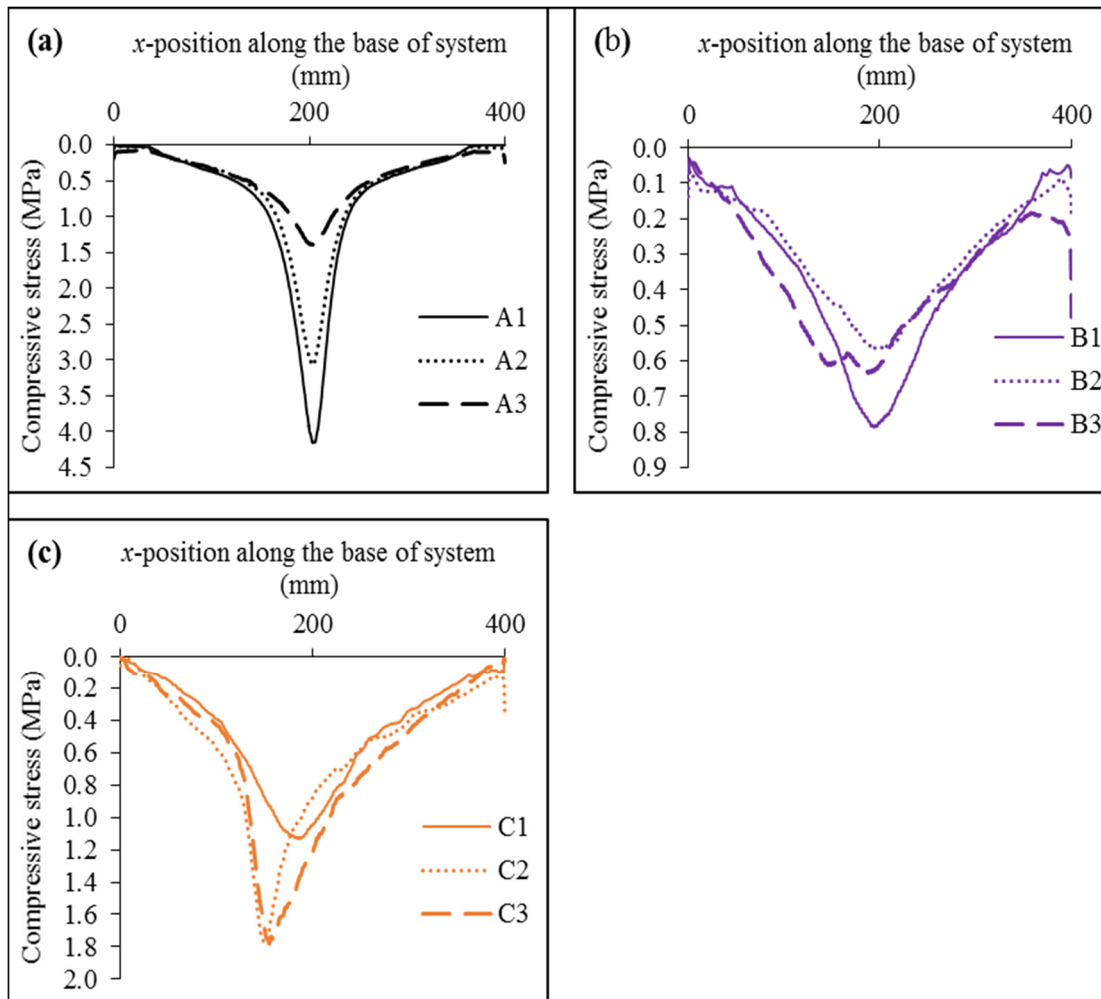 (a)
x-position along the base of system
(mm)
0 200 400
Compressive stress (MPa)
0.0
0.5
1.0
1.5
2.0
2.5
3.0
3.5
4.0
4.5
A1
A2
A3
(b)
x-position along the base of system
(mm)
0 200 400
Compressive stress (MPa)
0.0
0.1
0.2
0.3
0.4
0.5
0.6
0.7
0.8
0.9
B1
B2
B3
(c)
x-position along the base of system
(mm)
0 200 400
Compressive stress (MPa)
0.0
0.2
0.4
0.6
0.8
1.0
1.2
1.4
1.6
1.8
2.0
C1
C2
C3